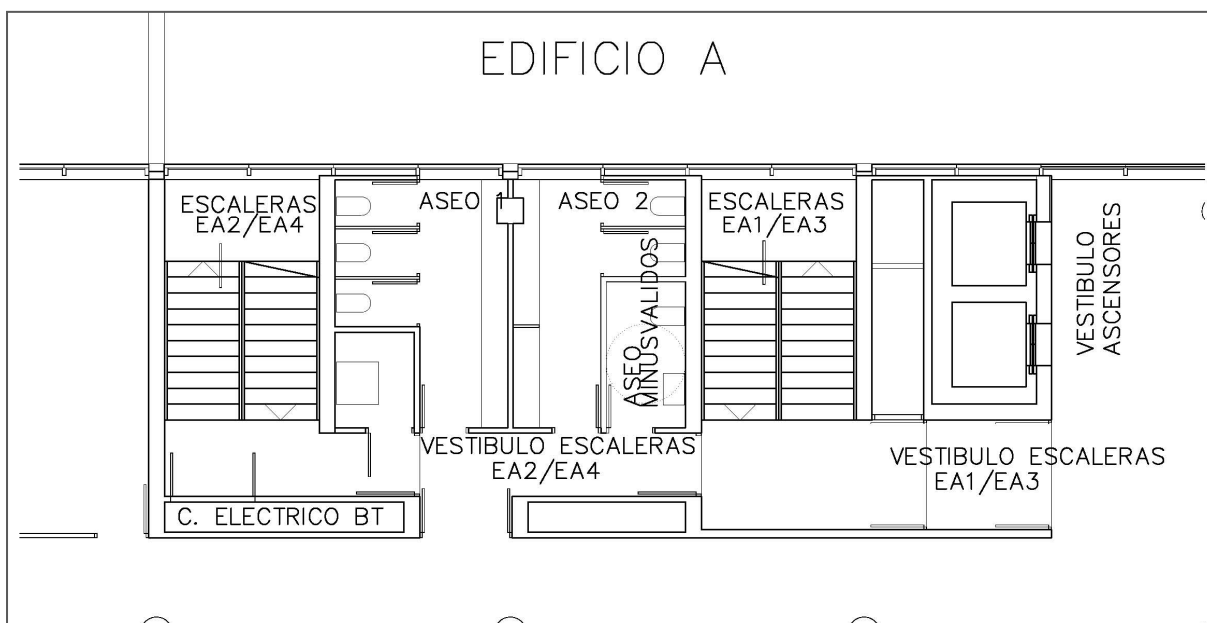 EDIFICIO A
ESCALERAS
EA2/EA4
ASEO 1
ASEO 2
ESCALERAS
EA1/EA3
ASEO
MINUSVALIDOS
VESTIBULO
ASCENSORES
VESTIBULO ESCALERAS
EA2/EA4
VESTIBULO ESCALERAS
EA1/EA3
C. ELECTRICO BT